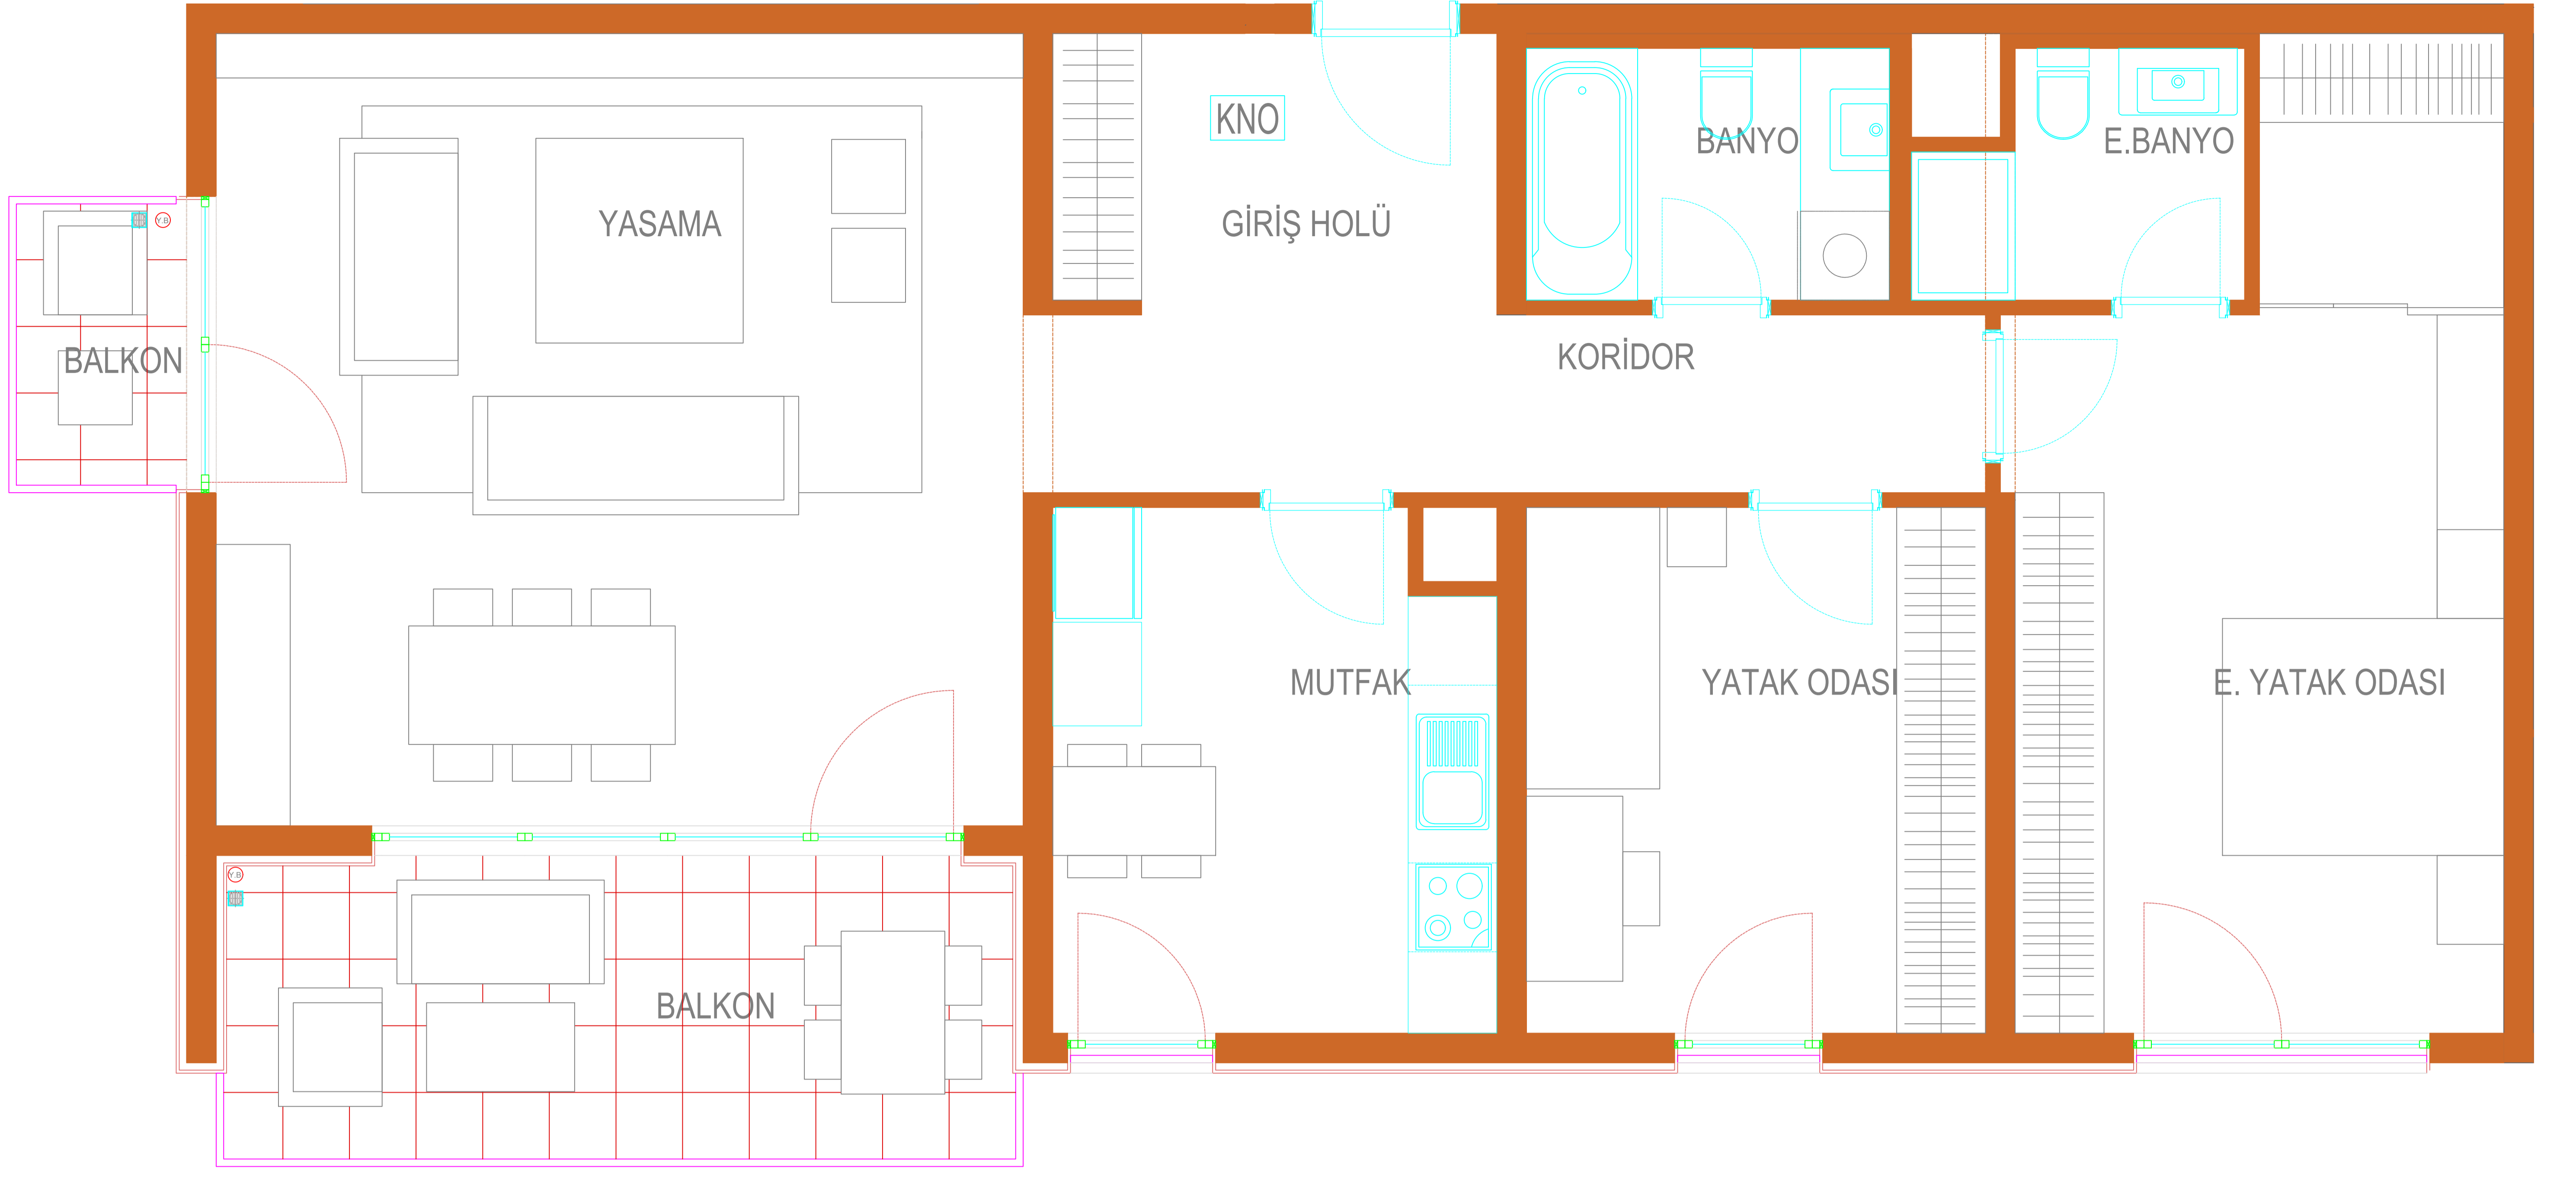 KNO
BANYO
E.BANYO
YASAMA
GİRİŞ HOLÜ
Y.B
BALKON
KORİDOR
MUTFAK
YATAK ODASI
E. YATAK ODASI
Y.B
BALKON